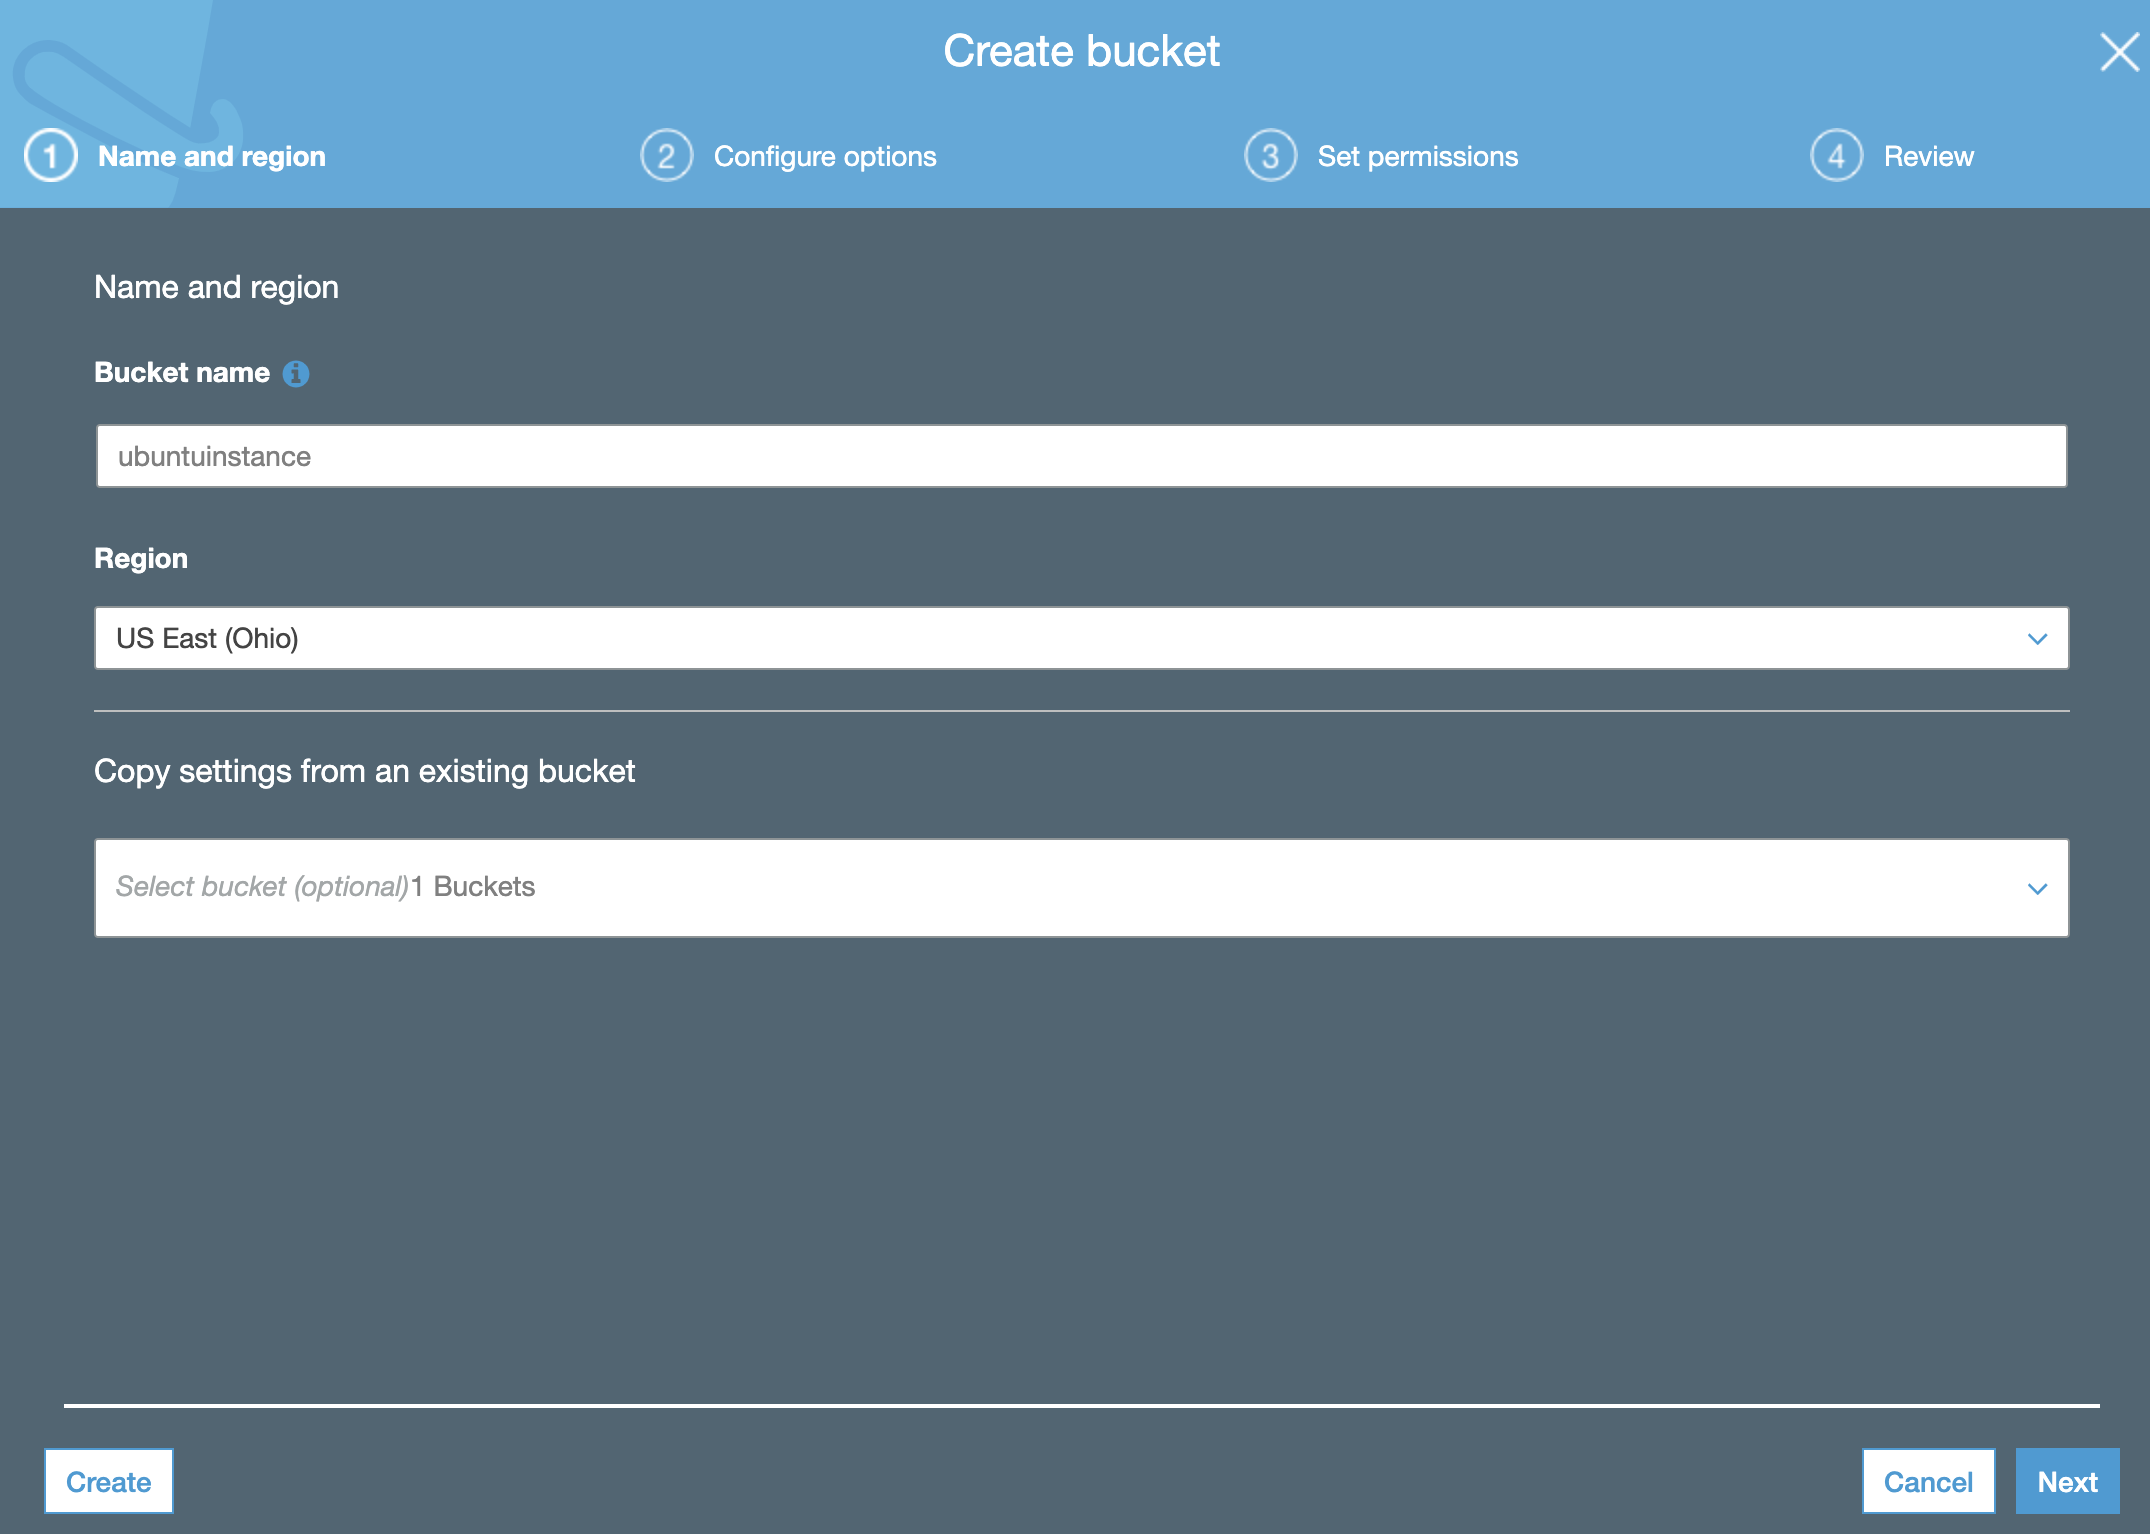 Create bucket
1 Name and region
2 Configure options
3 Set permissions
4 Review
Name and region
Bucket name
ubuntuinstance
Region
US East (Ohio)
Copy settings from an existing bucket
Select bucket (optional)1 Buckets
Create
Cancel
Next